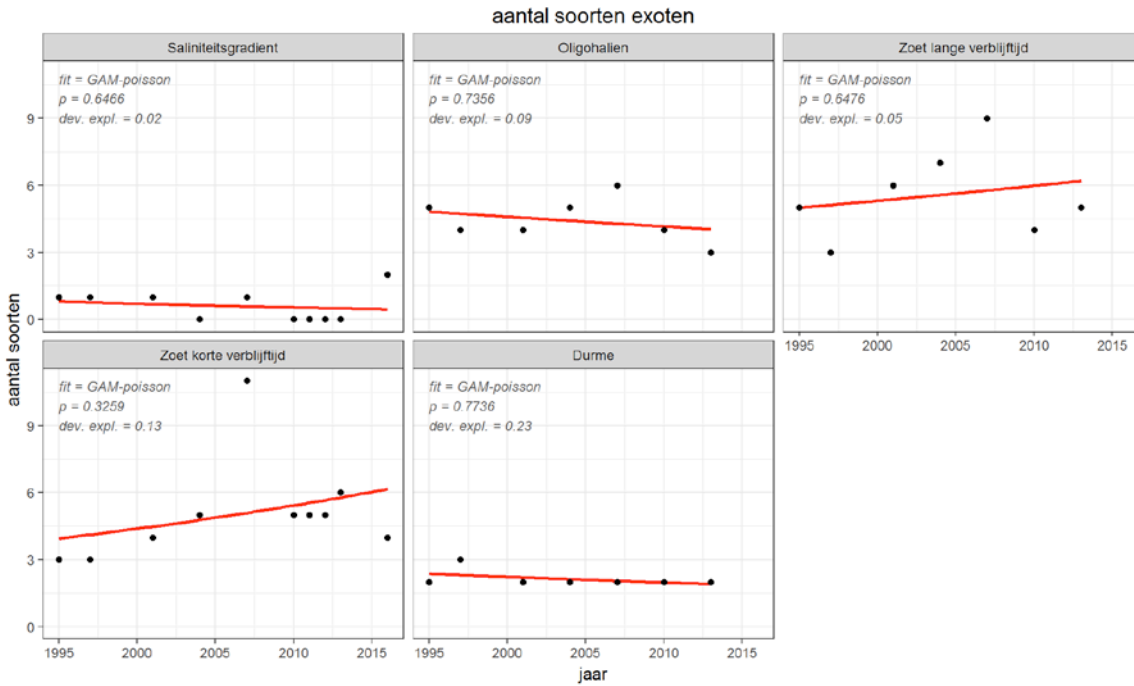 aantal soorten exoten
Saliniteitsgradient
fit = GAM-poisson
p = 0.6466
dev. expl. = 0.02
Oligohalien
fit = GAM-poisson
p = 0.7356
dev. expl. = 0.09
Zoet lange verblijftijd
fit = GAM-poisson
p = 0.6476
dev. expl. = 0.05
9
6
3
0
1995 2000 2005 2010 2015
Zoet korte verblijftijd
fit = GAM-poisson
p = 0.3259
dev. expl. = 0.13
Durme
fit = GAM-poisson
p = 0.7736
dev. expl. = 0.23
9
6
3
0
1995 2000 2005 2010 2015
1995 2000 2005 2010 2015
aantal soorten
jaar